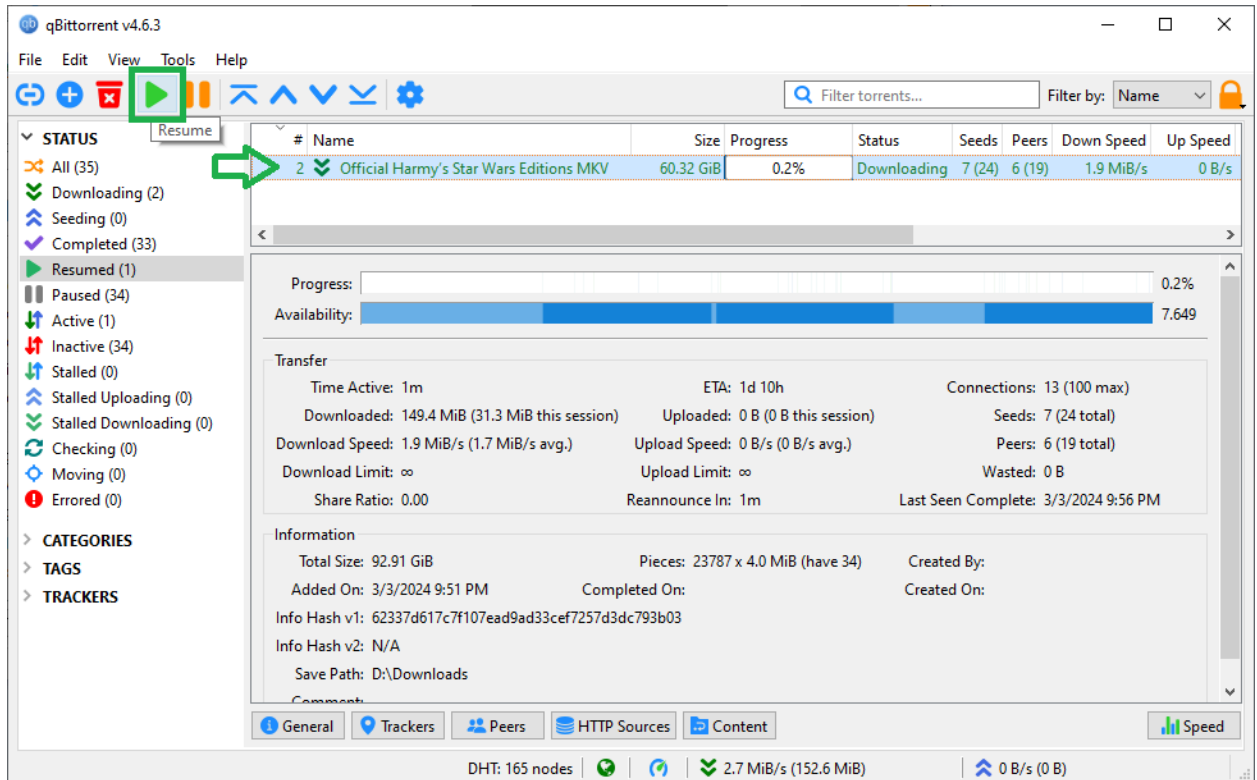 qBittorrent v4.6.3
File Edit View Tools Help
Filter torrents... Filter by: Name
Resume
STATUS
All (35)
Downloading (2)
Seeding (0)
Completed (33)
Resumed (1)
Paused (34)
Active (1)
Inactive (34)
Stalled (0)
Stalled Uploading (0)
Stalled Downloading (0)
Checking (0)
Moving (0)
Errored (0)
CATEGORIES
TAGS
TRACKERS
# Name Size Progress Status Seeds Peers Down Speed Up Speed
2 Official Harmy's Star Wars Editions MKV 60.32 GiB 0.2% Downloading 7 (24) 6 (19) 1.9 MiB/s 0 B/s
Progress: 0.2%
Availability: 7.649
Transfer
Time Active: 1m ETA: 1d 10h Connections: 13 (100 max)
Downloaded: 149.4 MiB (31.3 MiB this session) Uploaded: 0 B (0 B this session) Seeds: 7 (24 total)
Download Speed: 1.9 MiB/s (1.7 MiB/s avg.) Upload Speed: 0 B/s (0 B/s avg.) Peers: 6 (19 total)
Download Limit: ∞ Upload Limit: ∞ Wasted: 0 B
Share Ratio: 0.00 Reannounce In: 1m Last Seen Complete: 3/3/2024 9:56 PM
Information
Total Size: 92.91 GiB Pieces: 23787 x 4.0 MiB (have 34) Created By:
Added On: 3/3/2024 9:51 PM Completed On: Created On:
Info Hash v1: 62337d617c7f107ead9ad33cef7257d3dc793b03
Info Hash v2: N/A
Save Path: D:\Downloads
Comment:
General Trackers Peers HTTP Sources Content Speed
DHT: 165 nodes 2.7 MiB/s (152.6 MiB) 0 B/s (0 B)